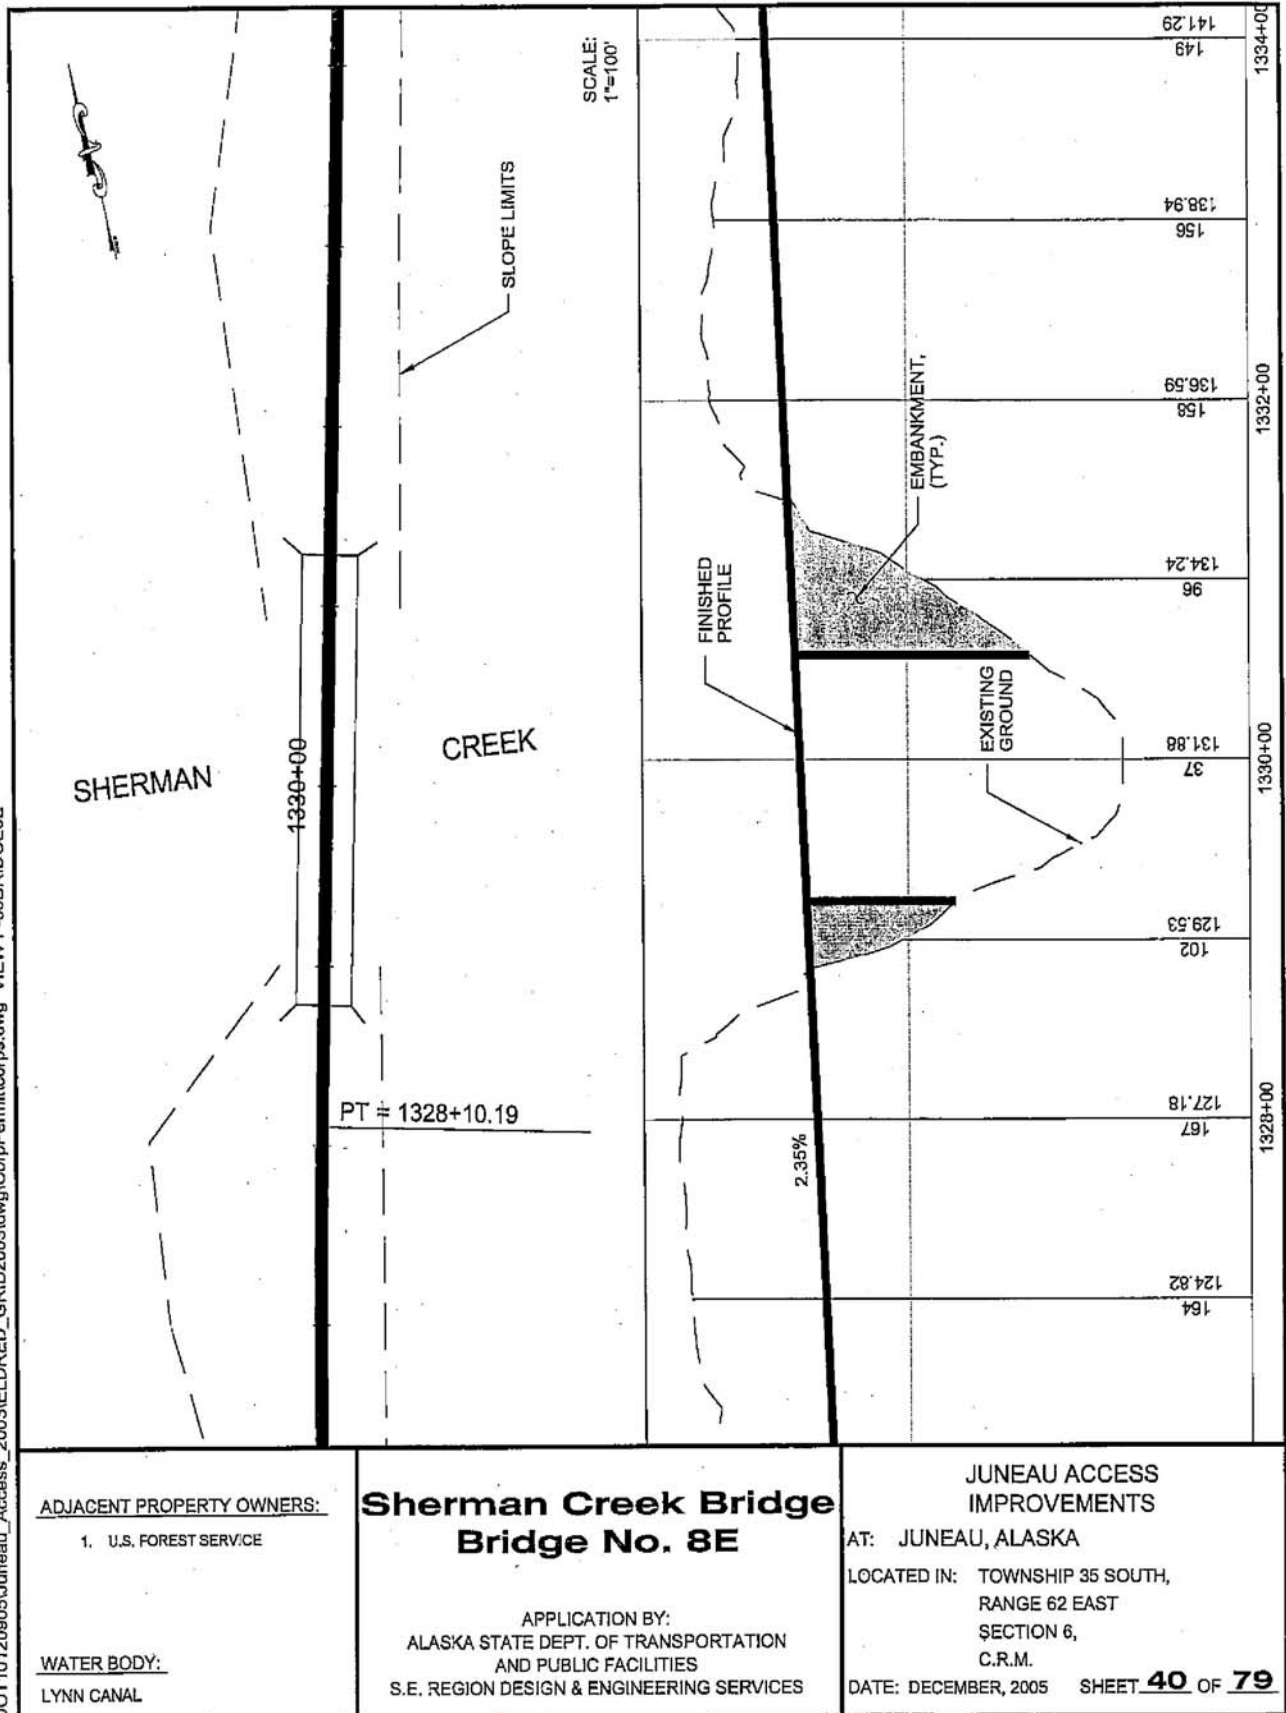 SCALE:
1"=100'
SLOPE LIMITS
SHERMAN
CREEK
1330+00
PT = 1328+10.19
FINISHED
PROFILE
EMBANKMENT,
(TYP.)
EXISTING
GROUND
2.35%
141.29
149
138.94
156
136.59
158
134.24
96
131.88
37
129.53
102
127.18
167
124.82
164
1334+00
1332+00
1330+00
1328+00
ADJACENT PROPERTY OWNERS:
1. U.S. FOREST SERVICE
WATER BODY:
LYNN CANAL
Sherman Creek Bridge
Bridge No. 8E
APPLICATION BY:
ALASKA STATE DEPT. OF TRANSPORTATION
AND PUBLIC FACILITIES
S.E. REGION DESIGN & ENGINEERING SERVICES
JUNEAU ACCESS
IMPROVEMENTS
AT: JUNEAU, ALASKA
LOCATED IN: TOWNSHIP 35 SOUTH,
RANGE 62 EAST
SECTION 6,
C.R.M.
DATE: DECEMBER, 2005 SHEET 40 OF 79